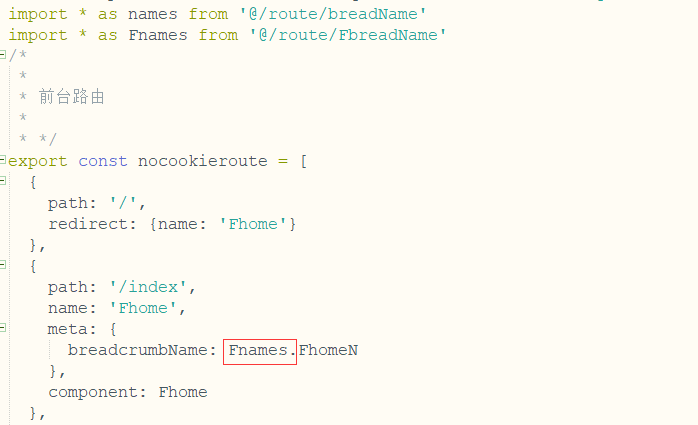 import * as names from '@/route/breadName'
import * as Fnames from '@/route/FbreadName'
/*
 *
 * 前台路由
 *
 * */
export const nocookieroute = [
  {
    path: '/',
    redirect: {name: 'Fhome'}
  },
  {
    path: '/index',
    name: 'Fhome',
    meta: {
      breadcrumbName: Fnames.FhomeN
    },
    component: Fhome
  },